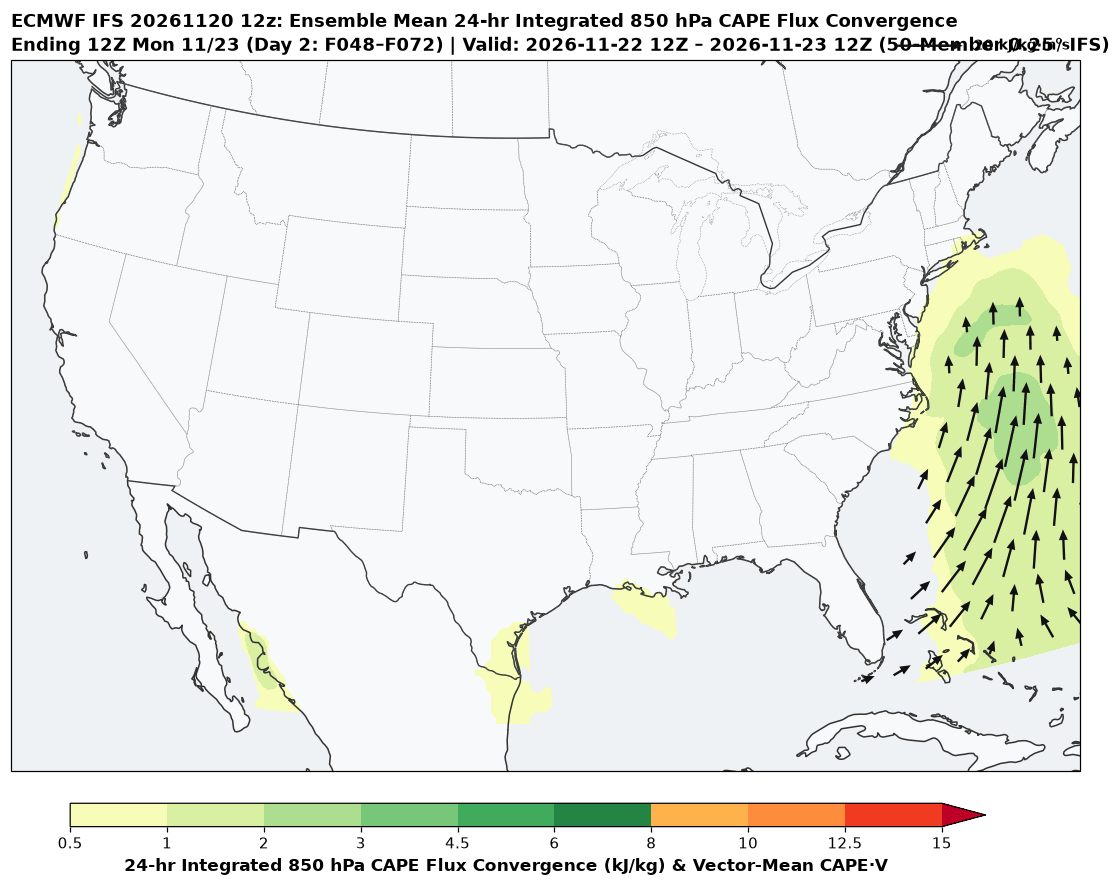 ECMWF IFS 20261120 12z: Ensemble Mean 24-hr Integrated 850 hPa CAPE Flux Convergence
Ending 12Z Mon 11/23 (Day 2: F048–F072) | Valid: 2026-11-22 12Z – 2026-11-23 12Z (50-Member 0.25° IFS)
0.5 1 2 3 4.5 6 8 10 12.5 15
24-hr Integrated 850 hPa CAPE Flux Convergence (kJ/kg) & Vector-Mean CAPE·V